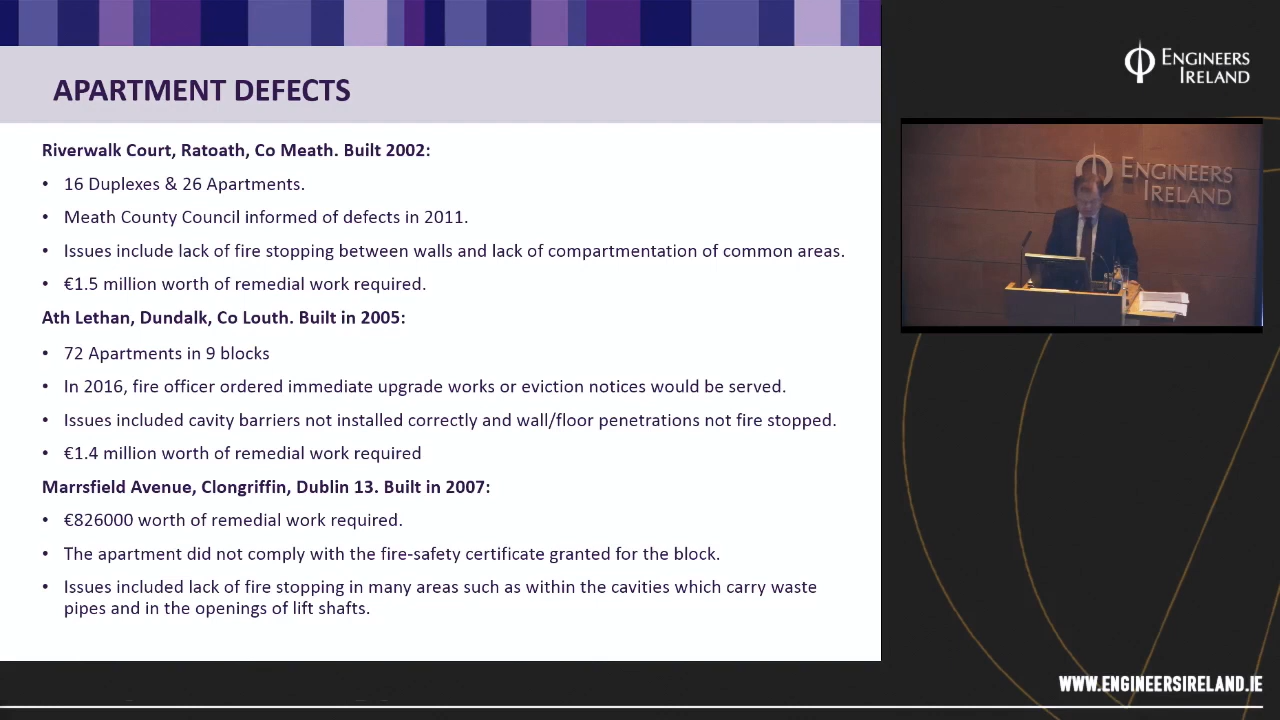 APARTMENT DEFECTS
Riverwalk Court, Ratoath, Co Meath. Built 2002:
• 16 Duplexes & 26 Apartments.
• Meath County Council informed of defects in 2011.
• Issues include lack of fire stopping between walls and lack of compartmentation of common areas.
• €1.5 million worth of remedial work required.
Ath Lethan, Dundalk, Co Louth. Built in 2005:
• 72 Apartments in 9 blocks
• In 2016, fire officer ordered immediate upgrade works or eviction notices would be served.
• Issues included cavity barriers not installed correctly and wall/floor penetrations not fire stopped.
• €1.4 million worth of remedial work required
Marrsfield Avenue, Clongriffin, Dublin 13. Built in 2007:
• €826000 worth of remedial work required.
• The apartment did not comply with the fire-safety certificate granted for the block.
• Issues included lack of fire stopping in many areas such as within the cavities which carry waste
pipes and in the openings of lift shafts.
ENGINEERS
IRELAND
ENGINEERS
IRELAND
WWW.ENGINEERSIRELAND.IE